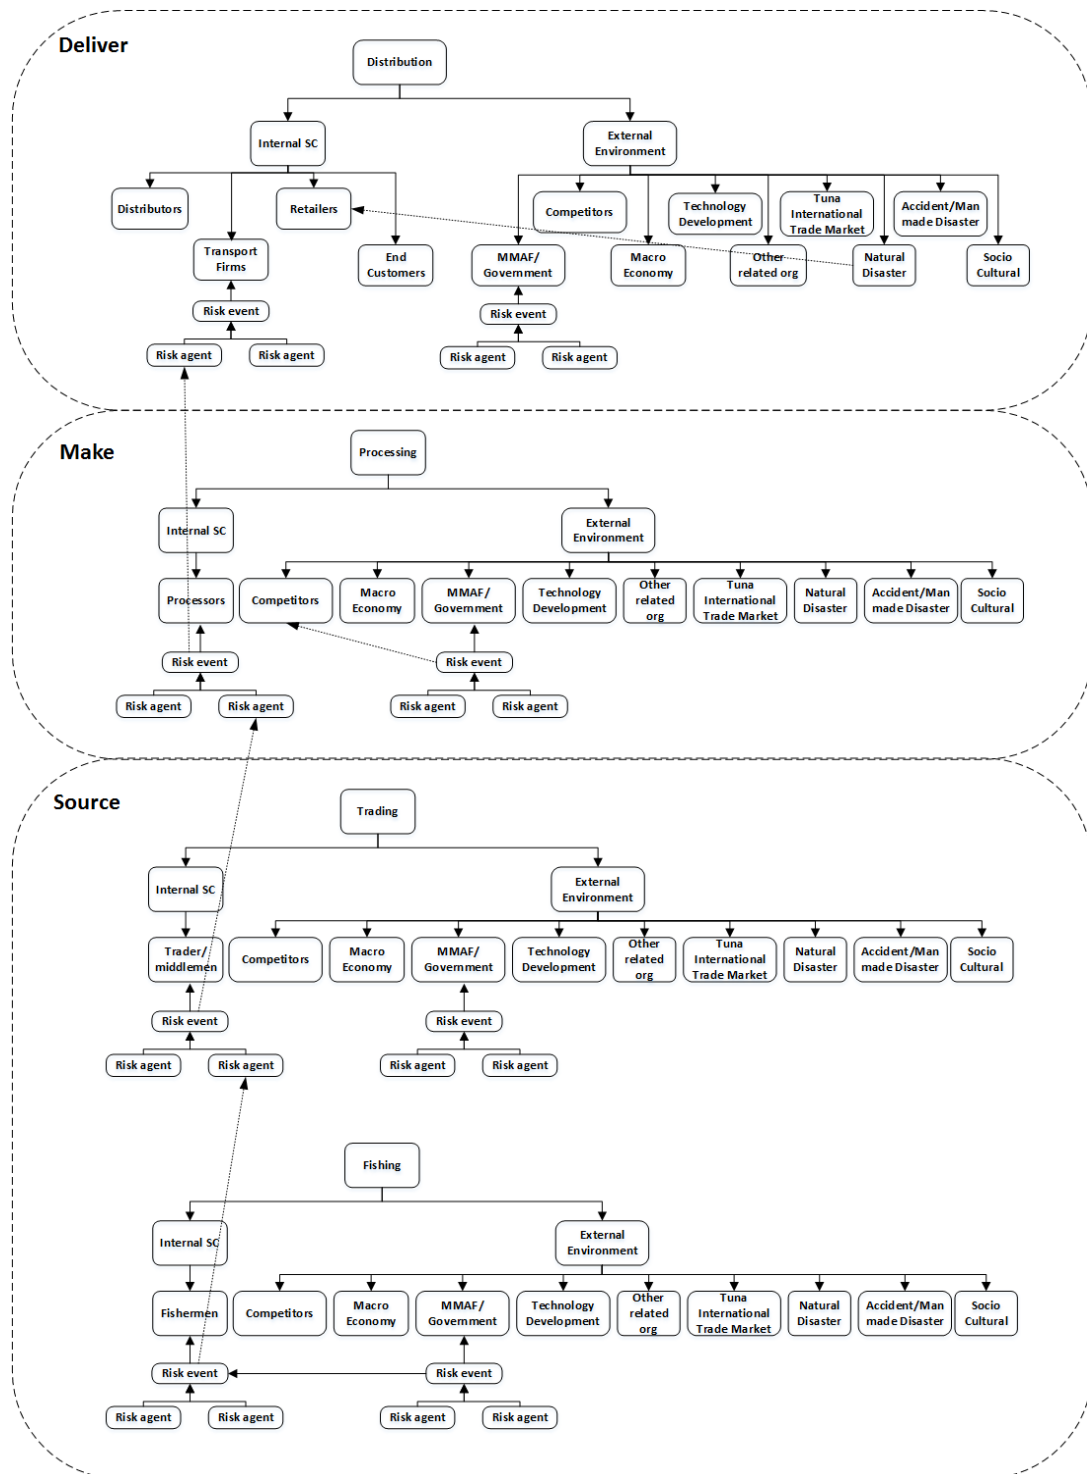 Deliver
Distribution
Internal SC
External
Environment
Distributors
Retailers
Competitors
Technology
Development
Tuna
International
Trade Market
Accident/Man
made Disaster
Transport
Firms
End
Customers
MMAF/
Government
Macro
Economy
Other
related org
Natural
Disaster
Socio
Cultural
Risk event
Risk event
Risk agent
Risk agent
Risk agent
Risk agent
Make
Processing
Internal SC
External
Environment
Processors
Competitors
Macro
Economy
MMAF/
Government
Technology
Development
Other
related
org
Tuna
International
Trade Market
Natural
Disaster
Accident/Man
made Disaster
Socio
Cultural
Risk event
Risk event
Risk agent
Risk agent
Risk agent
Risk agent
Source
Trading
Internal SC
External
Environment
Trader/
middlemen
Competitors
Macro
Economy
MMAF/
Government
Technology
Development
Other
related
org
Tuna
International
Trade Market
Natural
Disaster
Accident/Man
made Disaster
Socio
Cultural
Risk event
Risk event
Risk agent
Risk agent
Risk agent
Risk agent
Fishing
Internal SC
External
Environment
Fishermen
Competitors
Macro
Economy
MMAF/
Government
Technology
Development
Other
related
org
Tuna
International
Trade Market
Natural
Disaster
Accident/Man
made Disaster
Socio
Cultural
Risk event
Risk event
Risk agent
Risk agent
Risk agent
Risk agent